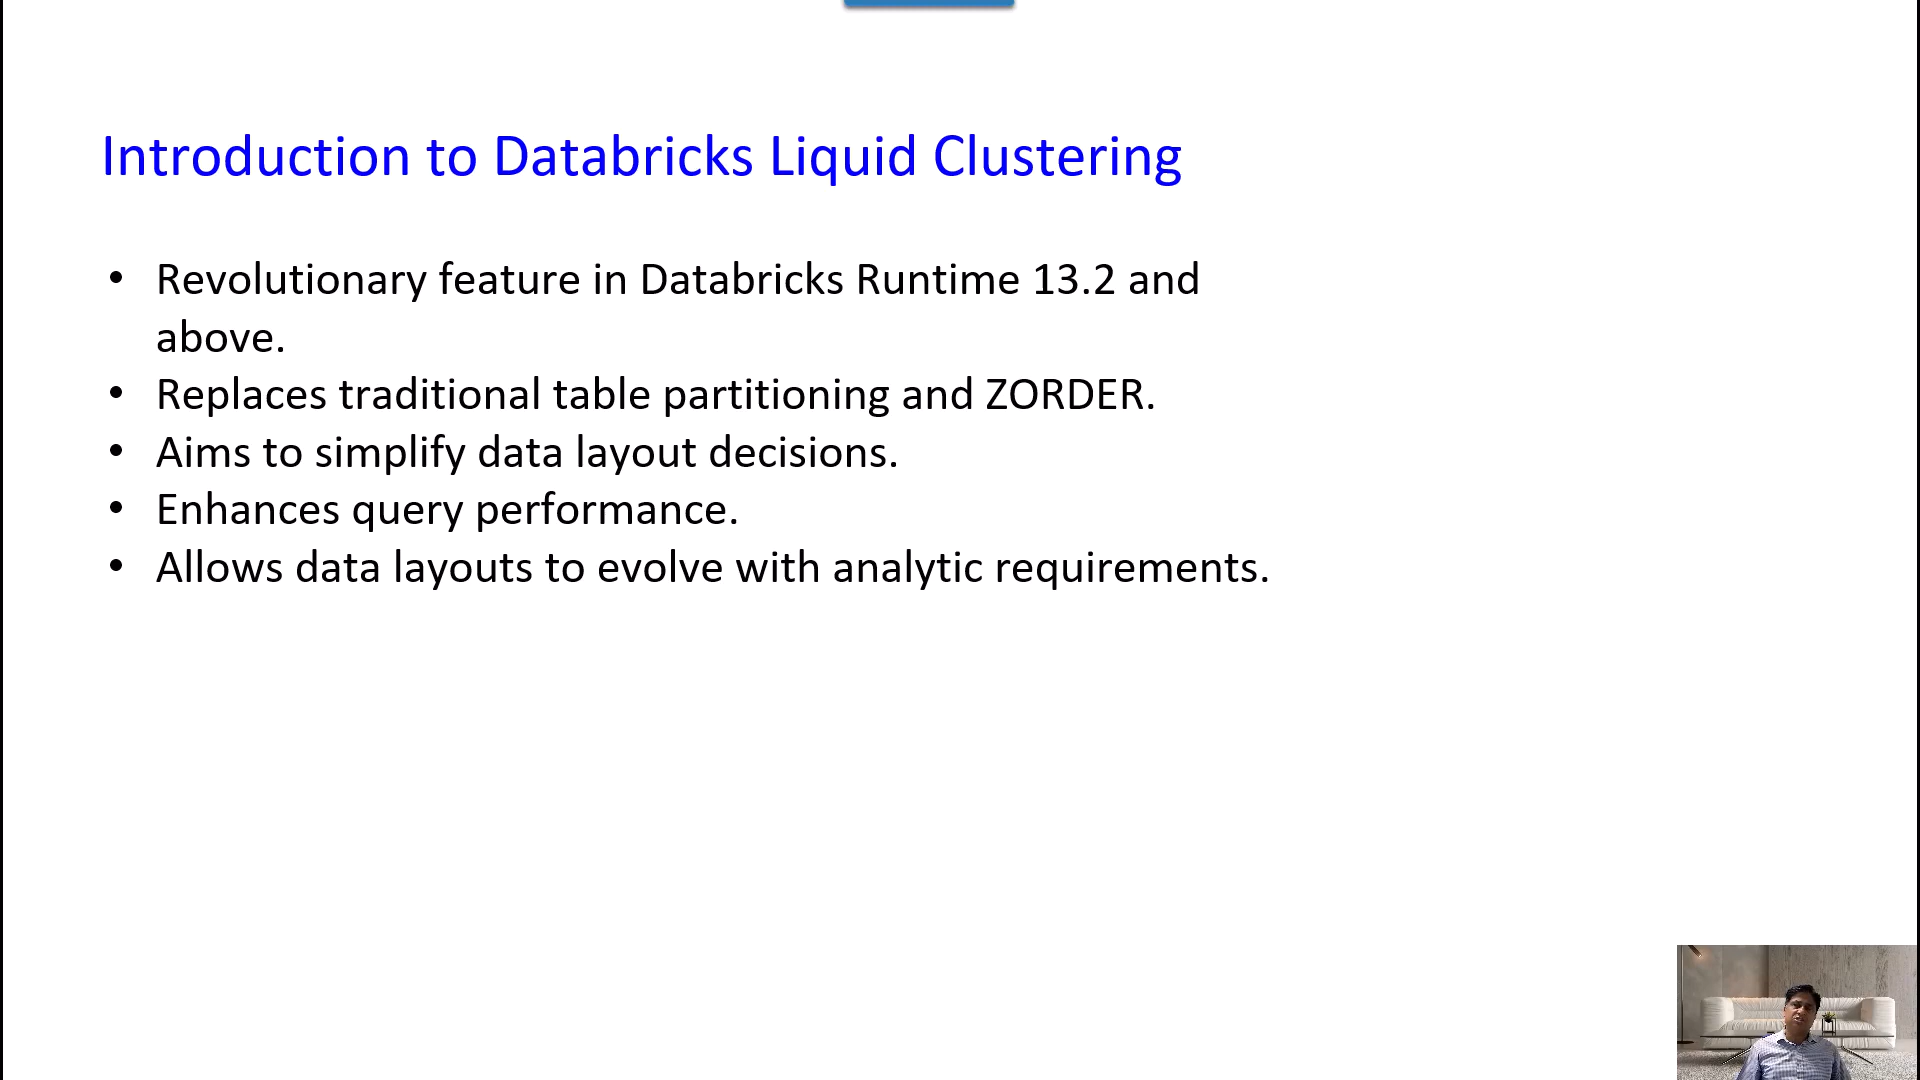 Introduction to Databricks Liquid Clustering
• Revolutionary feature in Databricks Runtime 13.2 and
above.
• Replaces traditional table partitioning and ZORDER.
• Aims to simplify data layout decisions.
• Enhances query performance.
• Allows data layouts to evolve with analytic requirements.